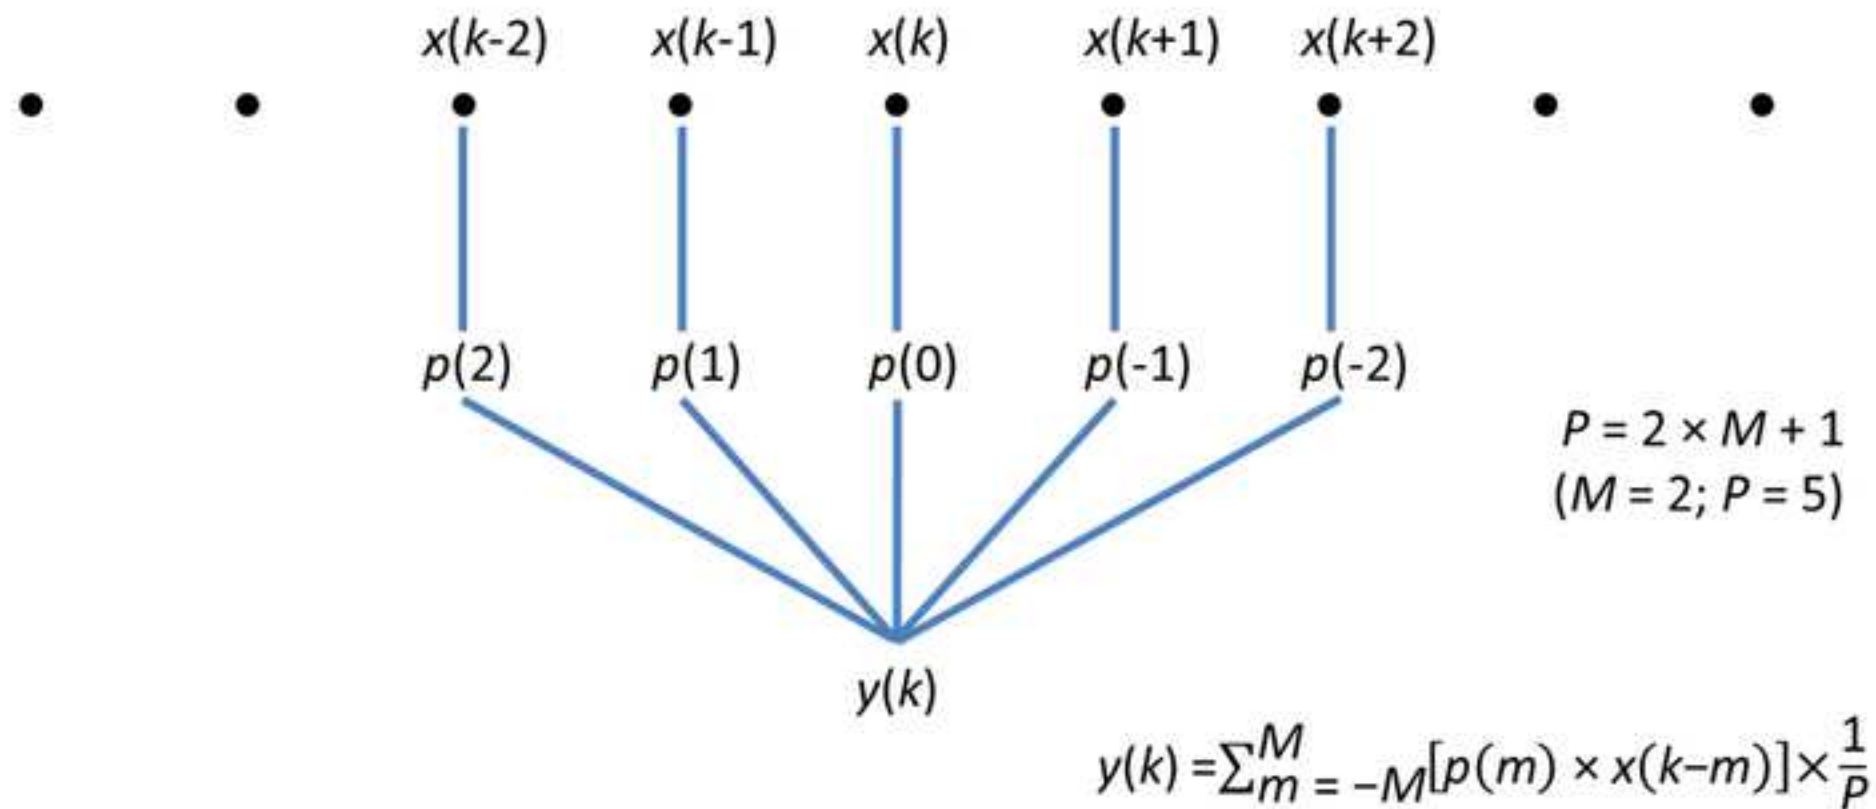 x(k-2) x(k-1) x(k) x(k+1) x(k+2)
p(2) p(1) p(0) p(-1) p(-2)
P = 2 × M + 1
(M = 2; P = 5)
y(k)
y(k) =∑_{m = −M}^{M}[p(m) × x(k−m)]× 1/P